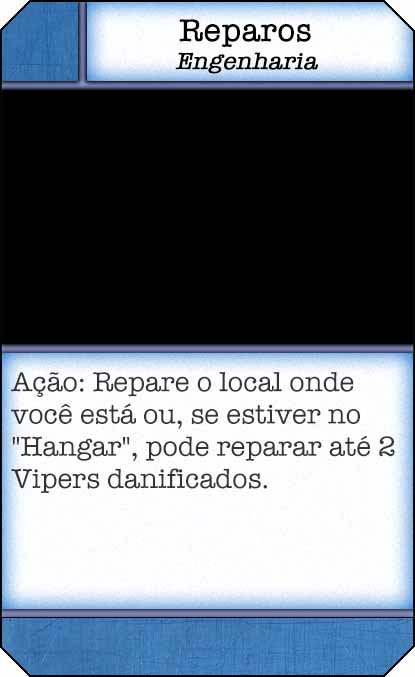 Reparos
Engenharia
Ação: Repare o local onde
você está ou, se estiver no
"Hangar", pode reparar até 2
Vipers danificados.